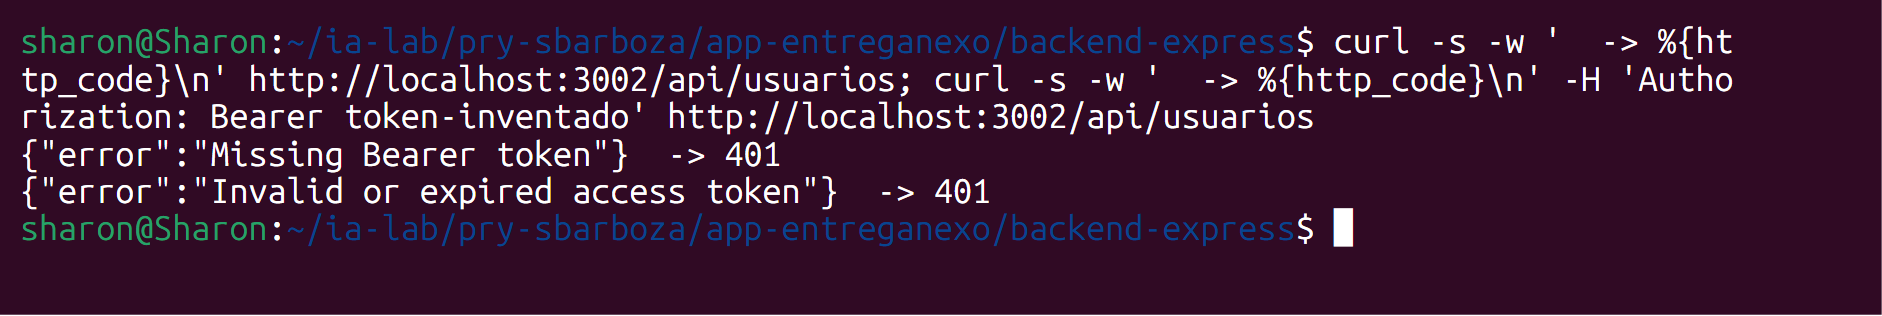 sharon@Sharon:~/ia-lab/pry-sbarboza/app-entreganexo/backend-express$ curl -s -w '  -> %{ht
tp_code}\n' http://localhost:3002/api/usuarios; curl -s -w '  -> %{http_code}\n' -H 'Autho
rization: Bearer token-inventado' http://localhost:3002/api/usuarios
{"error":"Missing Bearer token"}  -> 401
{"error":"Invalid or expired access token"}  -> 401
sharon@Sharon:~/ia-lab/pry-sbarboza/app-entreganexo/backend-express$